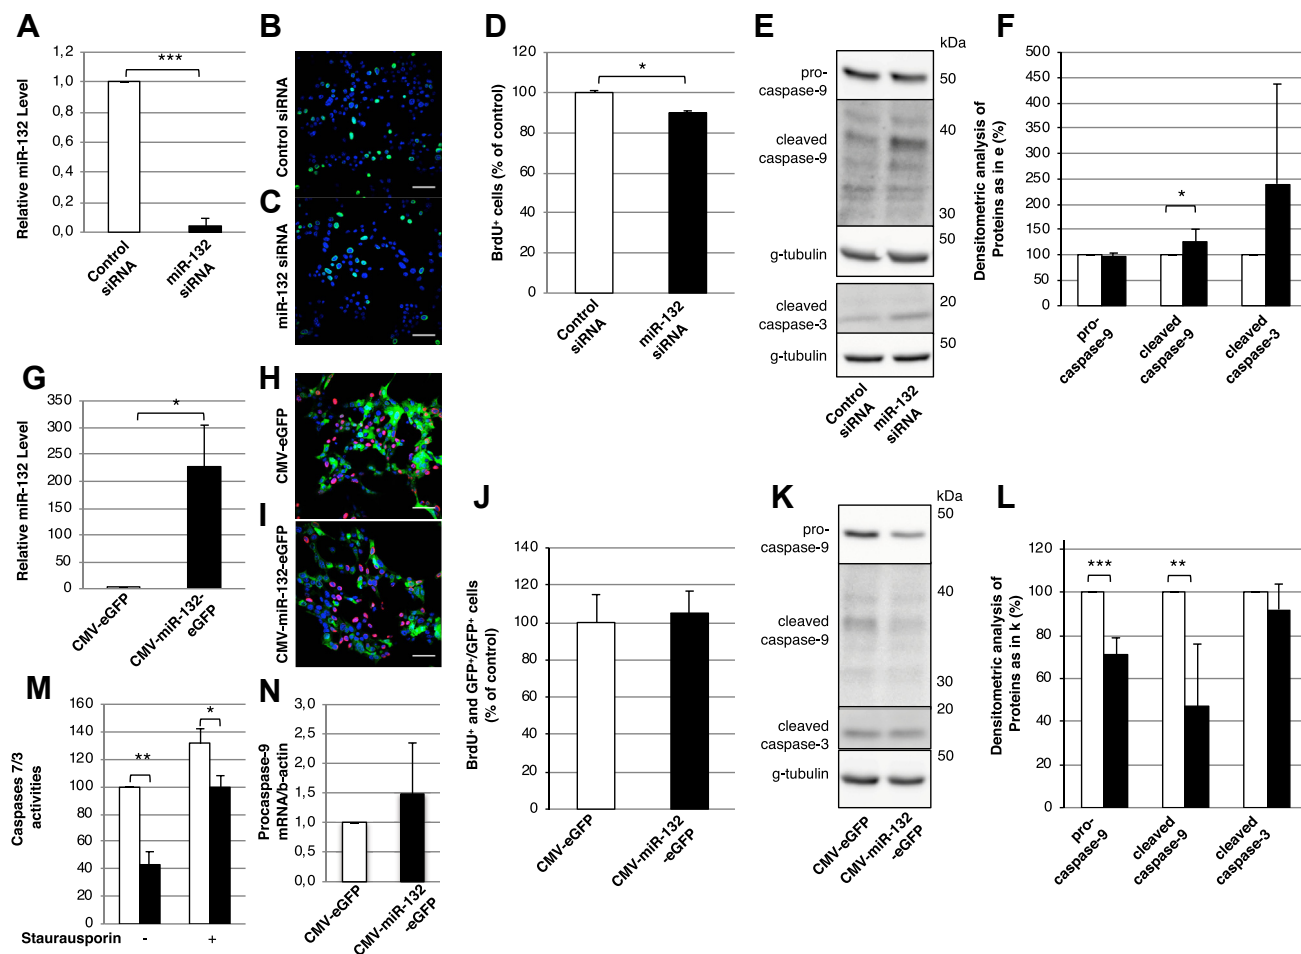 A
Relative miR-132 Level
1,2
1,0
0,8
0,6
0,4
0,2
0,0
***
Control
siRNA
miR-132
siRNA
B
Control siRNA
C
miR-132 siRNA
D
BrdU⁺ cells (% of control)
120
100
80
60
40
20
0
*
Control
siRNA
miR-132
siRNA
E
kDa
pro-
caspase-9
50
cleaved
caspase-9
40
30
g-tubulin
50
cleaved
caspase-3
20
g-tubulin
50
Control
siRNA
miR-132
siRNA
F
Densitometric analysis of
Proteins as in e (%)
500
450
400
350
300
250
200
150
100
50
0
*
pro-
caspase-9
cleaved
caspase-9
cleaved
caspase-3
G
Relative miR-132 Level
350
300
250
200
150
100
50
0
*
CMV-eGFP
CMV-miR-132-
eGFP
H
CMV-eGFP
I
CMV-miR-132-eGFP
J
BrdU⁺ and GFP⁺/GFP⁺ cells
(% of control)
140
120
100
80
60
40
20
0
CMV-eGFP
CMV-miR-132
-eGFP
K
kDa
50
pro-
caspase-9
cleaved
caspase-9
40
30
20
cleaved
caspase-3
50
g-tubulin
CMV-eGFP
CMV-miR-132
-eGFP
L
Densitometric analysis of
Proteins as in k (%)
120
100
80
60
40
20
0
***
**
pro-
caspase-9
cleaved
caspase-9
cleaved
caspase-3
M
Caspases 7/3
activities
160
140
120
100
80
60
40
20
0
**
*
Staurausporin
-
+
N
Procaspase-9
mRNA/b-actin
3,0
2,5
2,0
1,5
1,0
0,5
0,0
CMV-eGFP
CMV-miR-132
-eGFP